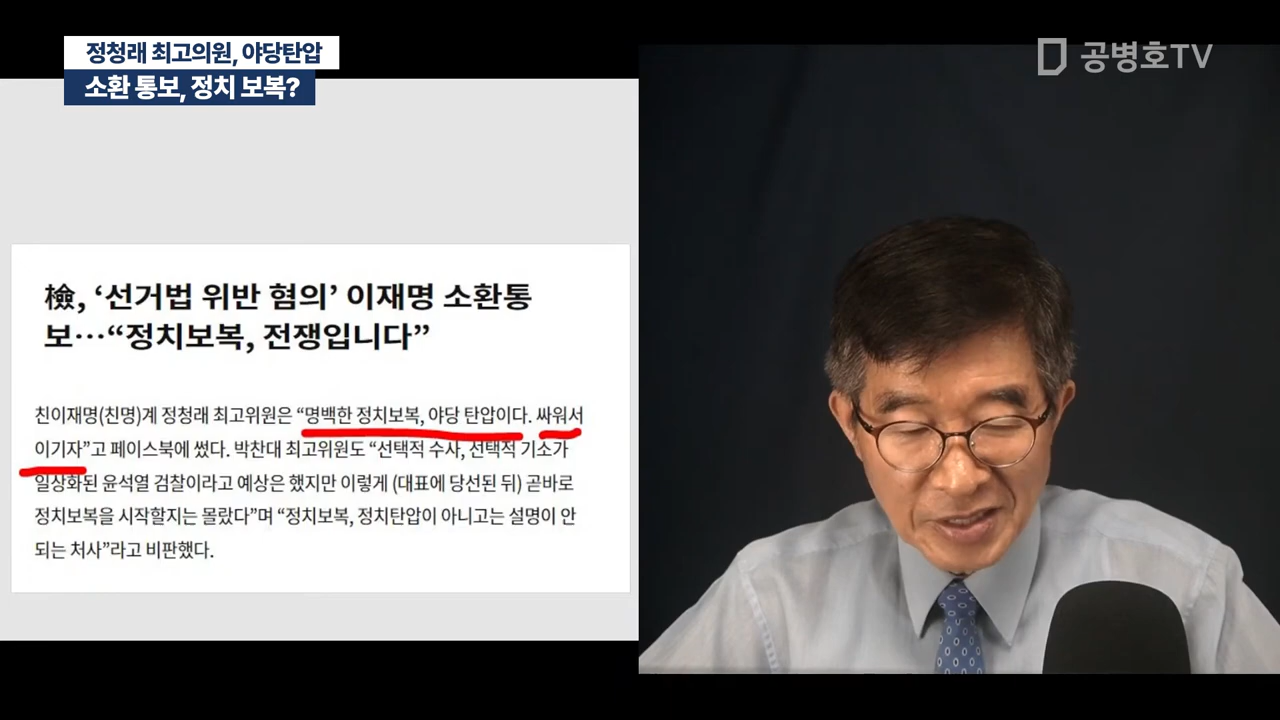 정청래 최고의원, 야당탄압
소환 통보, 정치 보복?
공병호TV
檢, ‘선거법 위반 혐의’ 이재명 소환통
보…“정치보복, 전쟁입니다”
친이재명(친명)계 정청래 최고위원은 “명백한 정치보복, 야당 탄압이다. 싸워서
이기자”고 페이스북에 썼다. 박찬대 최고위원도 “선택적 수사, 선택적 기소가
일상화된 윤석열 검찰이라고 예상은 했지만 이렇게 (대표에 당선된 뒤) 곧바로
정치보복을 시작할지는 몰랐다”며 “정치보복, 정치탄압이 아니고는 설명이 안
되는 처사”라고 비판했다.